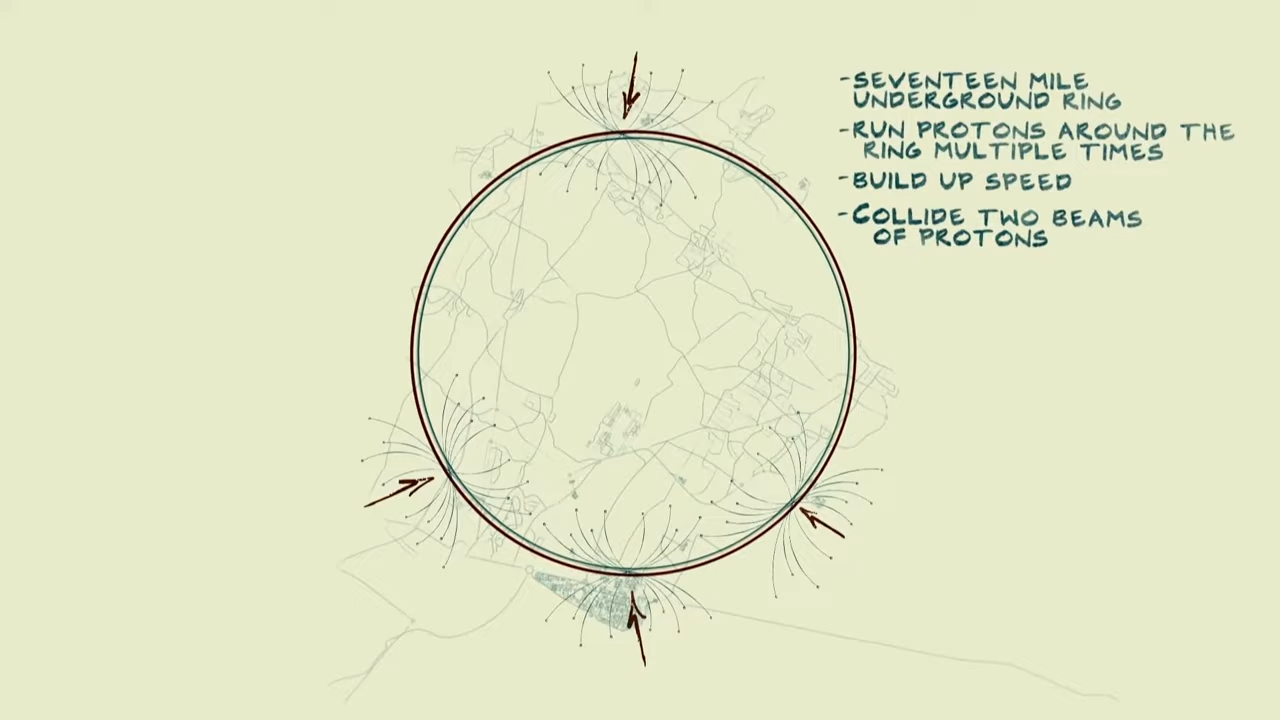 -SEVENTEEN MILE
UNDERGROUND RING
-RUN PROTONS AROUND THE
RING MULTIPLE TIMES
-BUILD UP SPEED
-COLLIDE TWO BEAMS
OF PROTONS